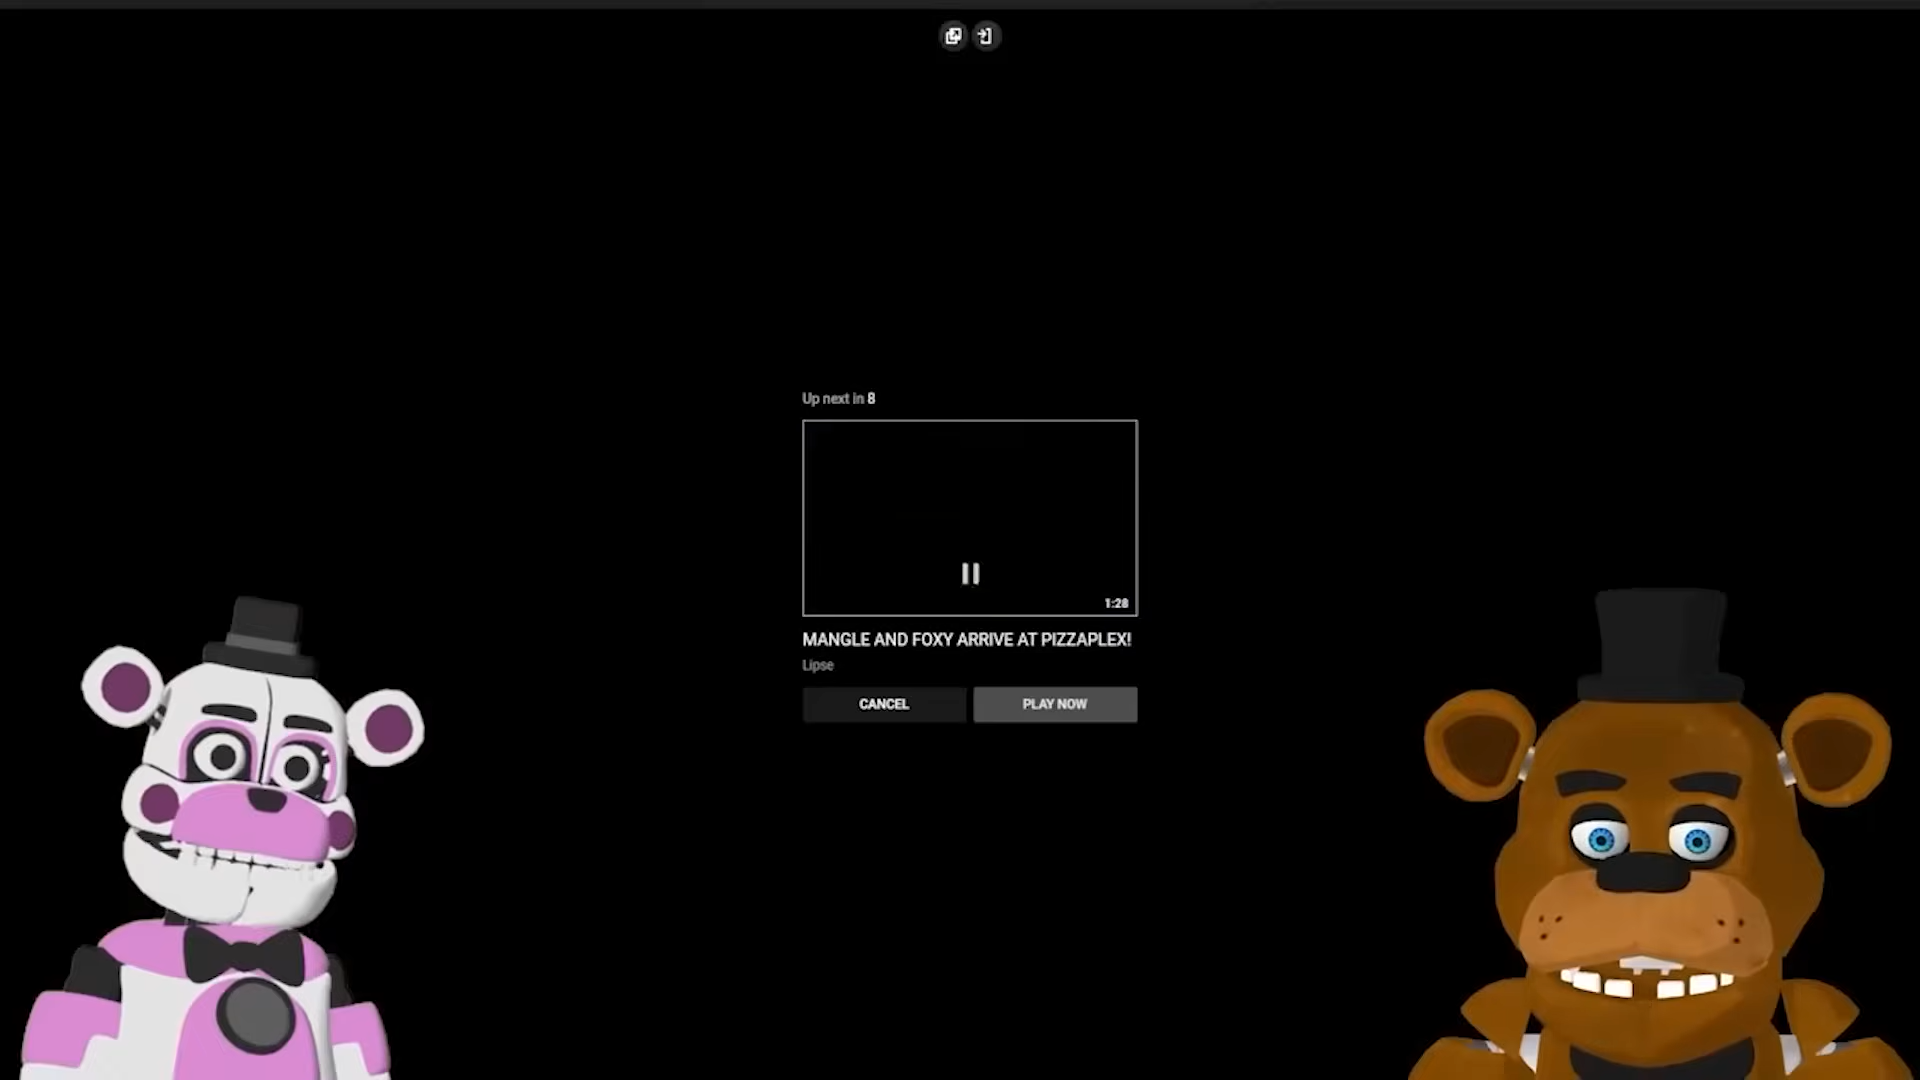 Up next in 8
1:28
MANGLE AND FOXY ARRIVE AT PIZZAPLEX!
Lipse
CANCEL
PLAY NOW